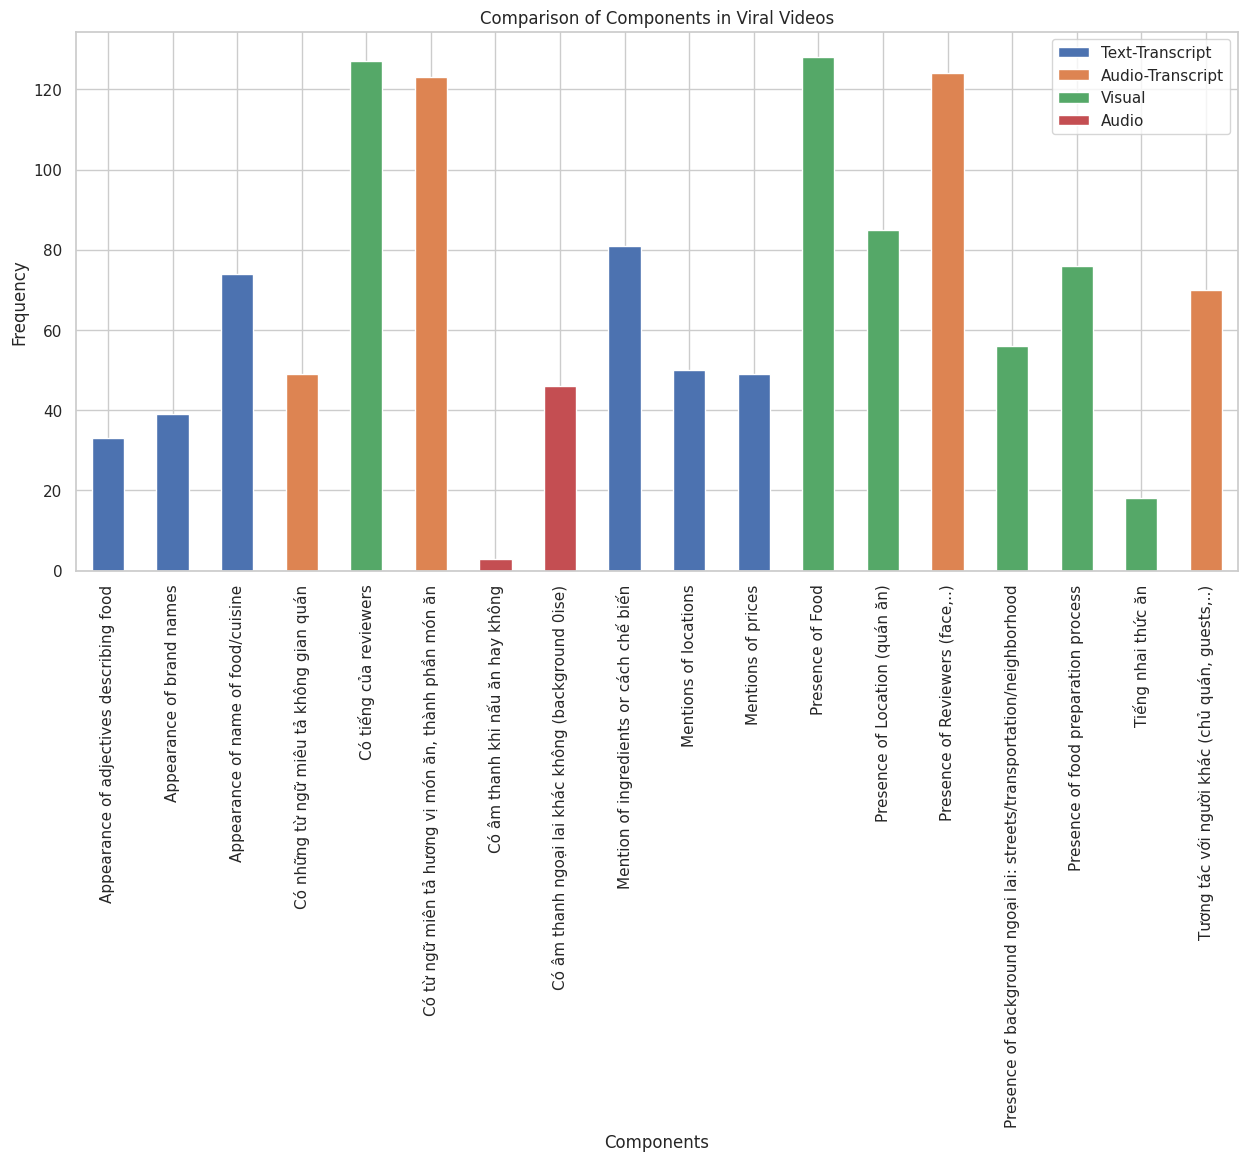 Comparison of Components in Viral Videos
Text-Transcript
Audio-Transcript
Visual
Audio
Frequency
120
100
80
60
40
20
0
Appearance of adjectives describing food
Appearance of brand names
Appearance of name of food/cuisine
Có những từ ngữ miêu tả không gian quán
Có tiếng của reviewers
Có từ ngữ miên tả hương vị món ăn, thành phần món ăn
Có âm thanh khi nấu ăn hay không
Có âm thanh ngoại lai khác không (background 0ise)
Mention of ingredients or cách chế biến
Mentions of locations
Mentions of prices
Presence of Food
Presence of Location (quán ăn)
Presence of Reviewers (face,..)
Presence of background ngoại lai: streets/transportation/neighborhood
Presence of food preparation process
Tiếng nhai thức ăn
Tương tác với người khác (chủ quán, guests,..)
Components